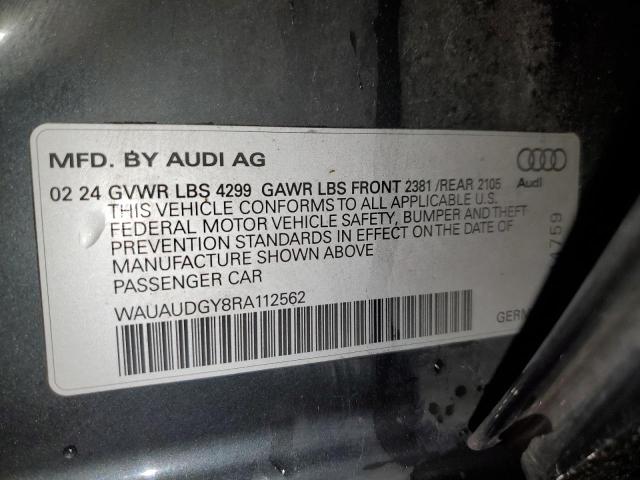 MFD. BY AUDI AG
Audi
02 24 GVWR LBS 4299 GAWR LBS FRONT 2381 /REAR 2105
THIS VEHICLE CONFORMS TO ALL APPLICABLE U.S.
FEDERAL MOTOR VEHICLE SAFETY, BUMPER AND THEFT
PREVENTION STANDARDS IN EFFECT ON THE DATE OF
MANUFACTURE SHOWN ABOVE
PASSENGER CAR
WAUAUDGY8RA112562